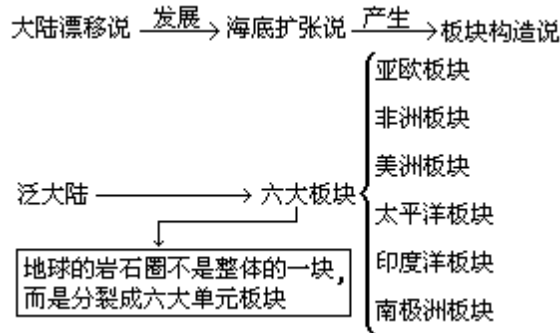 大陆漂移说 发展 海底扩张说 产生 板块构造说
亚欧板块
非洲板块
美洲板块
泛大陆 六大板块
太平洋板块
地球的岩石圈不是整体的一块，
而是分裂成六大单元板块
印度洋板块
南极洲板块